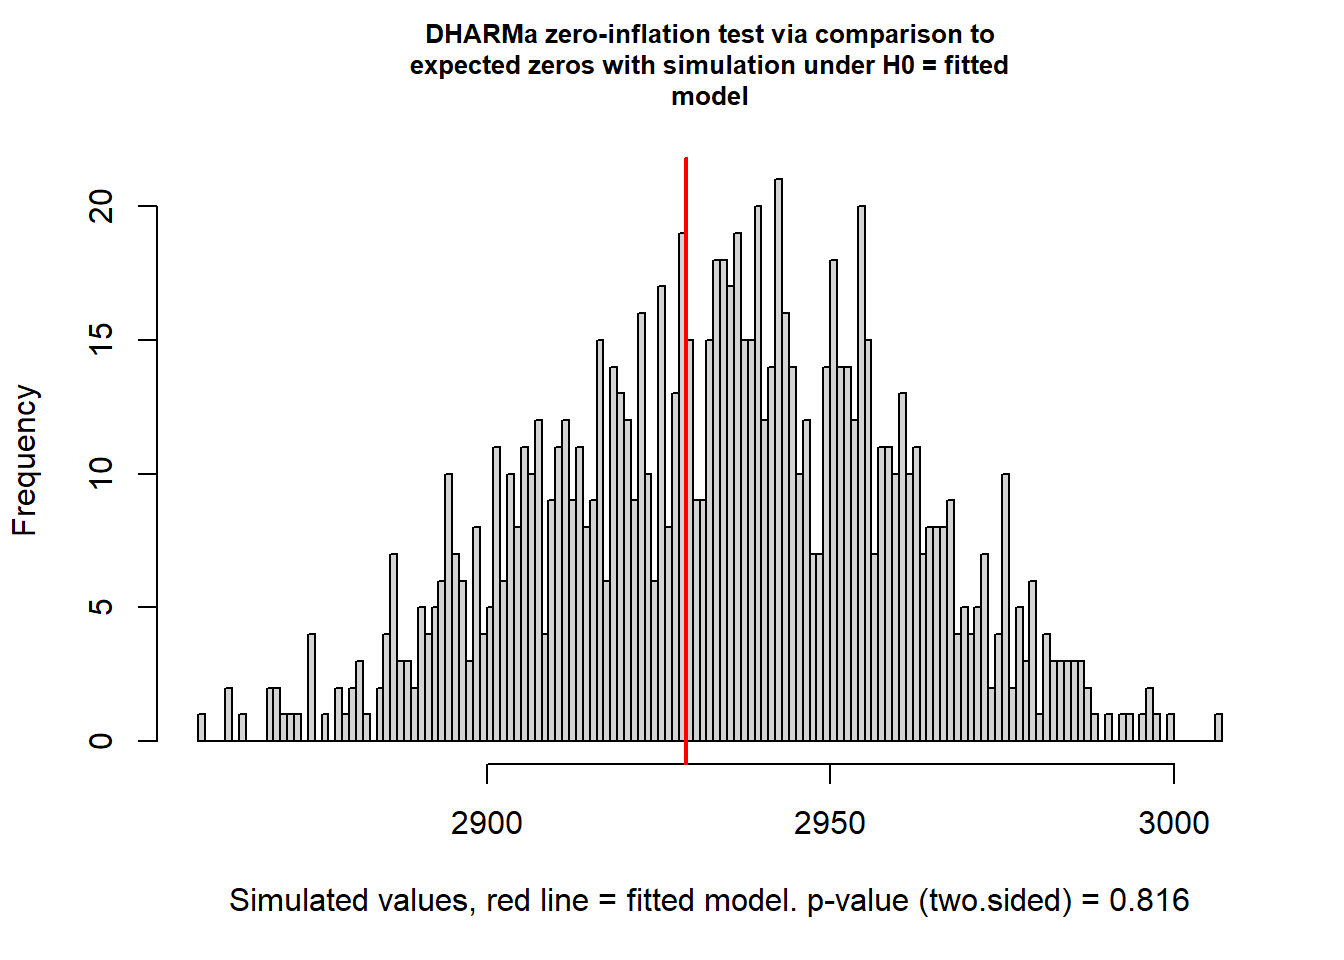 DHARMa zero-inflation test via comparison to
expected zeros with simulation under H0 = fitted
model
Frequency
20
15
10
5
0
2900 2950 3000
Simulated values, red line = fitted model. p-value (two.sided) = 0.816